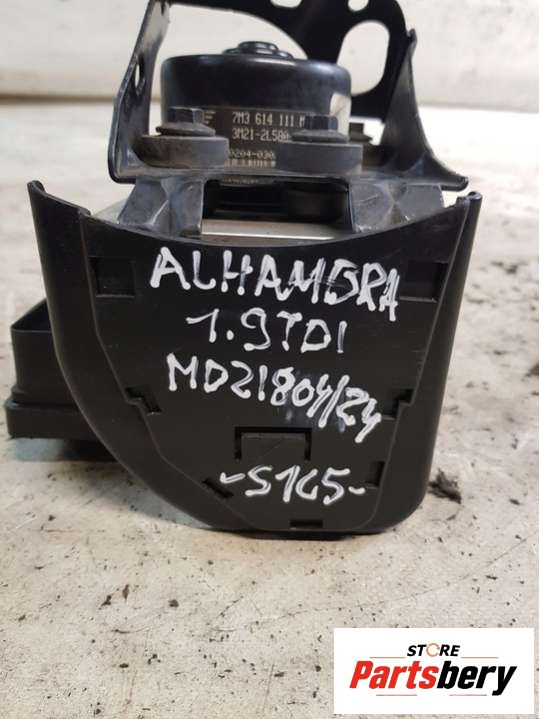 7M3 614 111
3M21-2L580
ALHAMBRA
1.9TDI
MD21804/24
-S165-
STORE
Partsbery